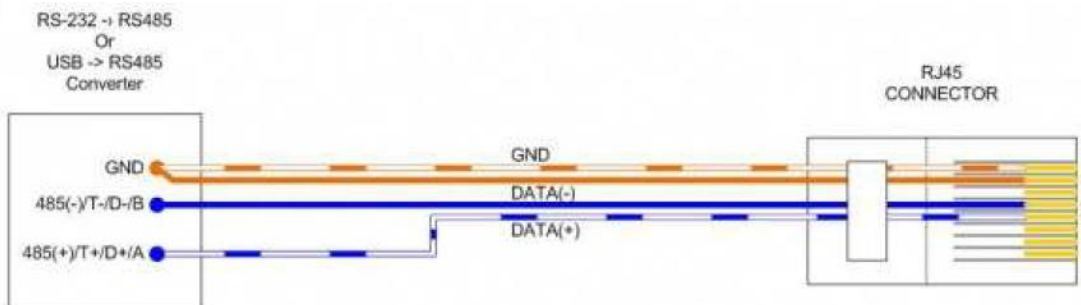 RS-232 -> RS485
Or
USB -> RS485
Converter
RJ45
CONNECTOR
GND
GND
DATA(-)
485(-)/T-/D-/B
DATA(+)
485(+)/T+/D+/A